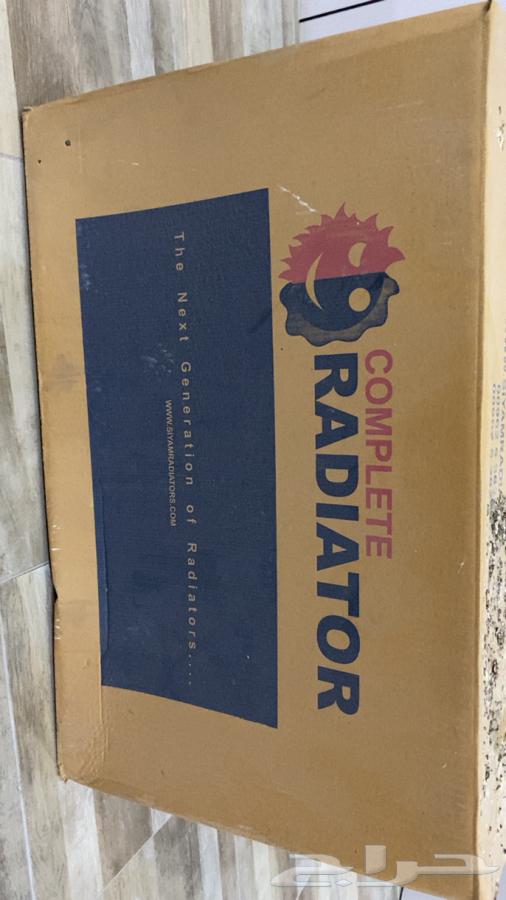 COMPLETE
RADIATOR
The Next Generation of Radiators....
WWW.SIYAMRADIATORS.COM
حراج